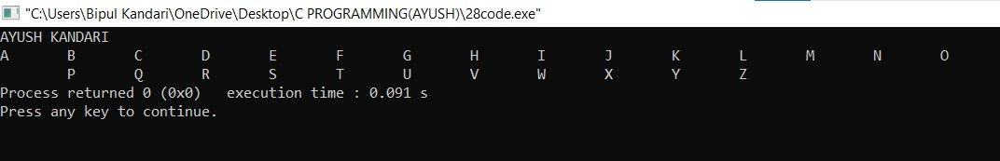 "C:\Users\Bipul Kandari\OneDrive\Desktop\C PROGRAMMING(AYUSH)\28code.exe"
AYUSH KANDARI
A B C D E F G H I J K L M N O
P Q R S T U V W X Y Z
Process returned 0 (0x0) execution time : 0.091 s
Press any key to continue.